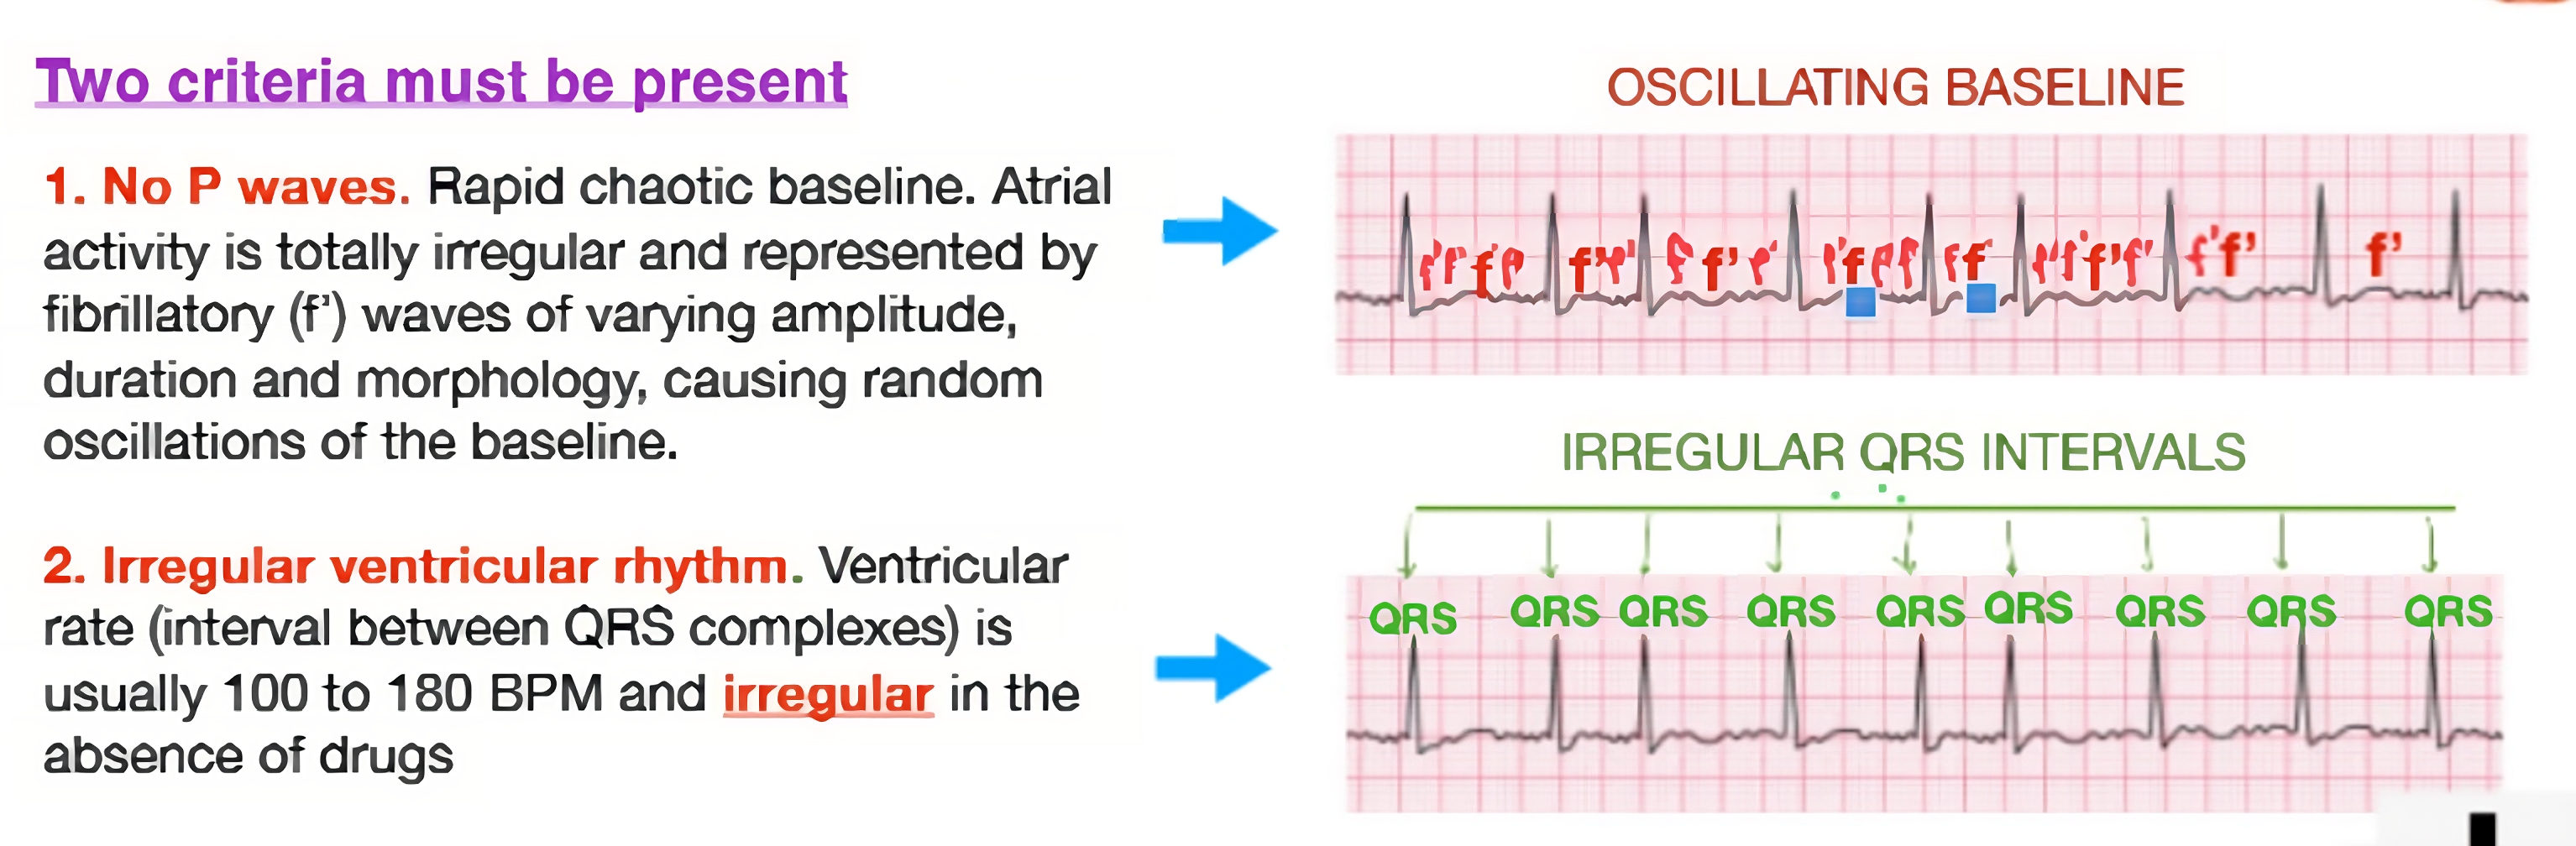 Two criteria must be present
1. No P waves. Rapid chaotic baseline. Atrial
activity is totally irregular and represented by
fibrillatory (f') waves of varying amplitude,
duration and morphology, causing random
oscillations of the baseline.
2. Irregular ventricular rhythm. Ventricular
rate (interval between QRS complexes) is
usually 100 to 180 BPM and irregular in the
absence of drugs
OSCILLATING BASELINE
f' f'
f'
IRREGULAR QRS INTERVALS
QRS QRS QRS QRS QRS QRS QRS QRS QRS